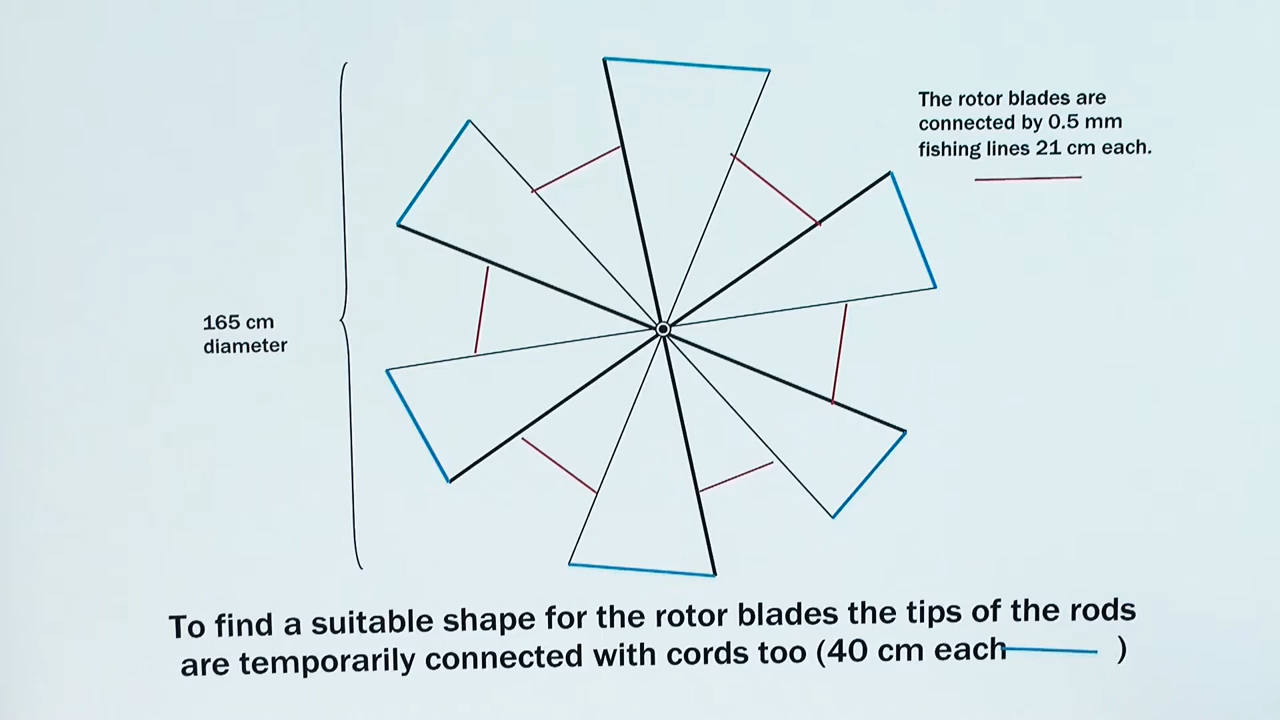 The rotor blades are
connected by 0.5 mm
fishing lines 21 cm each.
165 cm
diameter
To find a suitable shape for the rotor blades the tips of the rods
are temporarily connected with cords too (40 cm each )